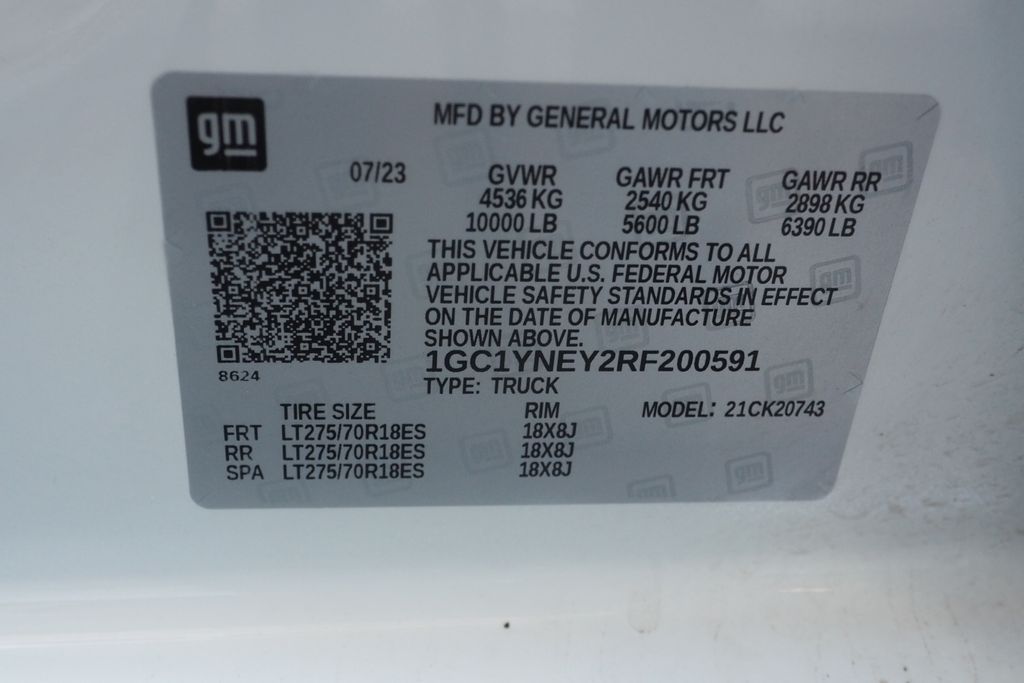 gm
MFD BY GENERAL MOTORS LLC
07/23
GVWR GAWR FRT GAWR RR
4536 KG 2540 KG 2898 KG
10000 LB 5600 LB 6390 LB
THIS VEHICLE CONFORMS TO ALL
APPLICABLE U.S. FEDERAL MOTOR
VEHICLE SAFETY STANDARDS IN EFFECT
ON THE DATE OF MANUFACTURE
SHOWN ABOVE.
1GC1YNEY2RF200591
8624
TYPE: TRUCK
TIRE SIZE RIM MODEL: 21CK20743
FRT LT275/70R18ES 18X8J
RR LT275/70R18ES 18X8J
SPA LT275/70R18ES 18X8J